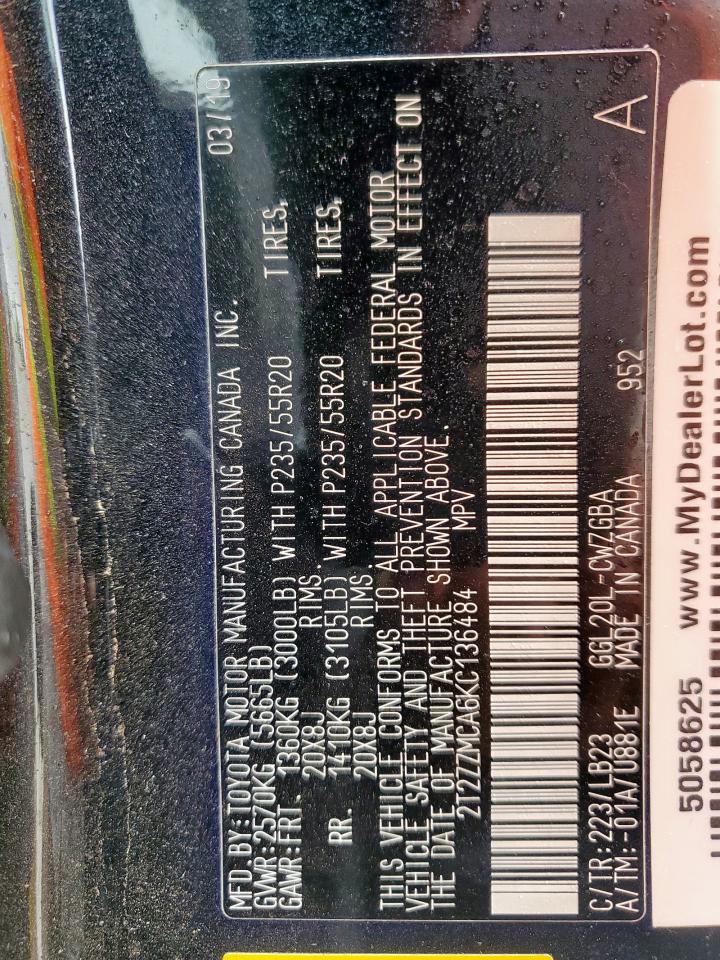 MFD.BY:TOYOTA MOTOR MANUFACTURING CANADA INC. 03/19
GVWR:2570KG (5665LB)
GAWR:FRT. 1360KG (3000LB) WITH P235/55R20 TIRES,
20X8J RIMS.
RR. 1410KG (3105LB) WITH P235/55R20 TIRES,
20X8J RIMS.
THIS VEHICLE CONFORMS TO ALL APPLICABLE FEDERAL MOTOR
VEHICLE SAFETY AND THEFT PREVENTION STANDARDS IN EFFECT ON
THE DATE OF MANUFACTURE SHOWN ABOVE.
2T2ZZMCA6KC136484 MPV
C/TR:223/LB23 GGL20L-CWZGBA
A/TM:-011A/U881E MADE IN CANADA 952 A
5058625 www.MyDealerLot.com